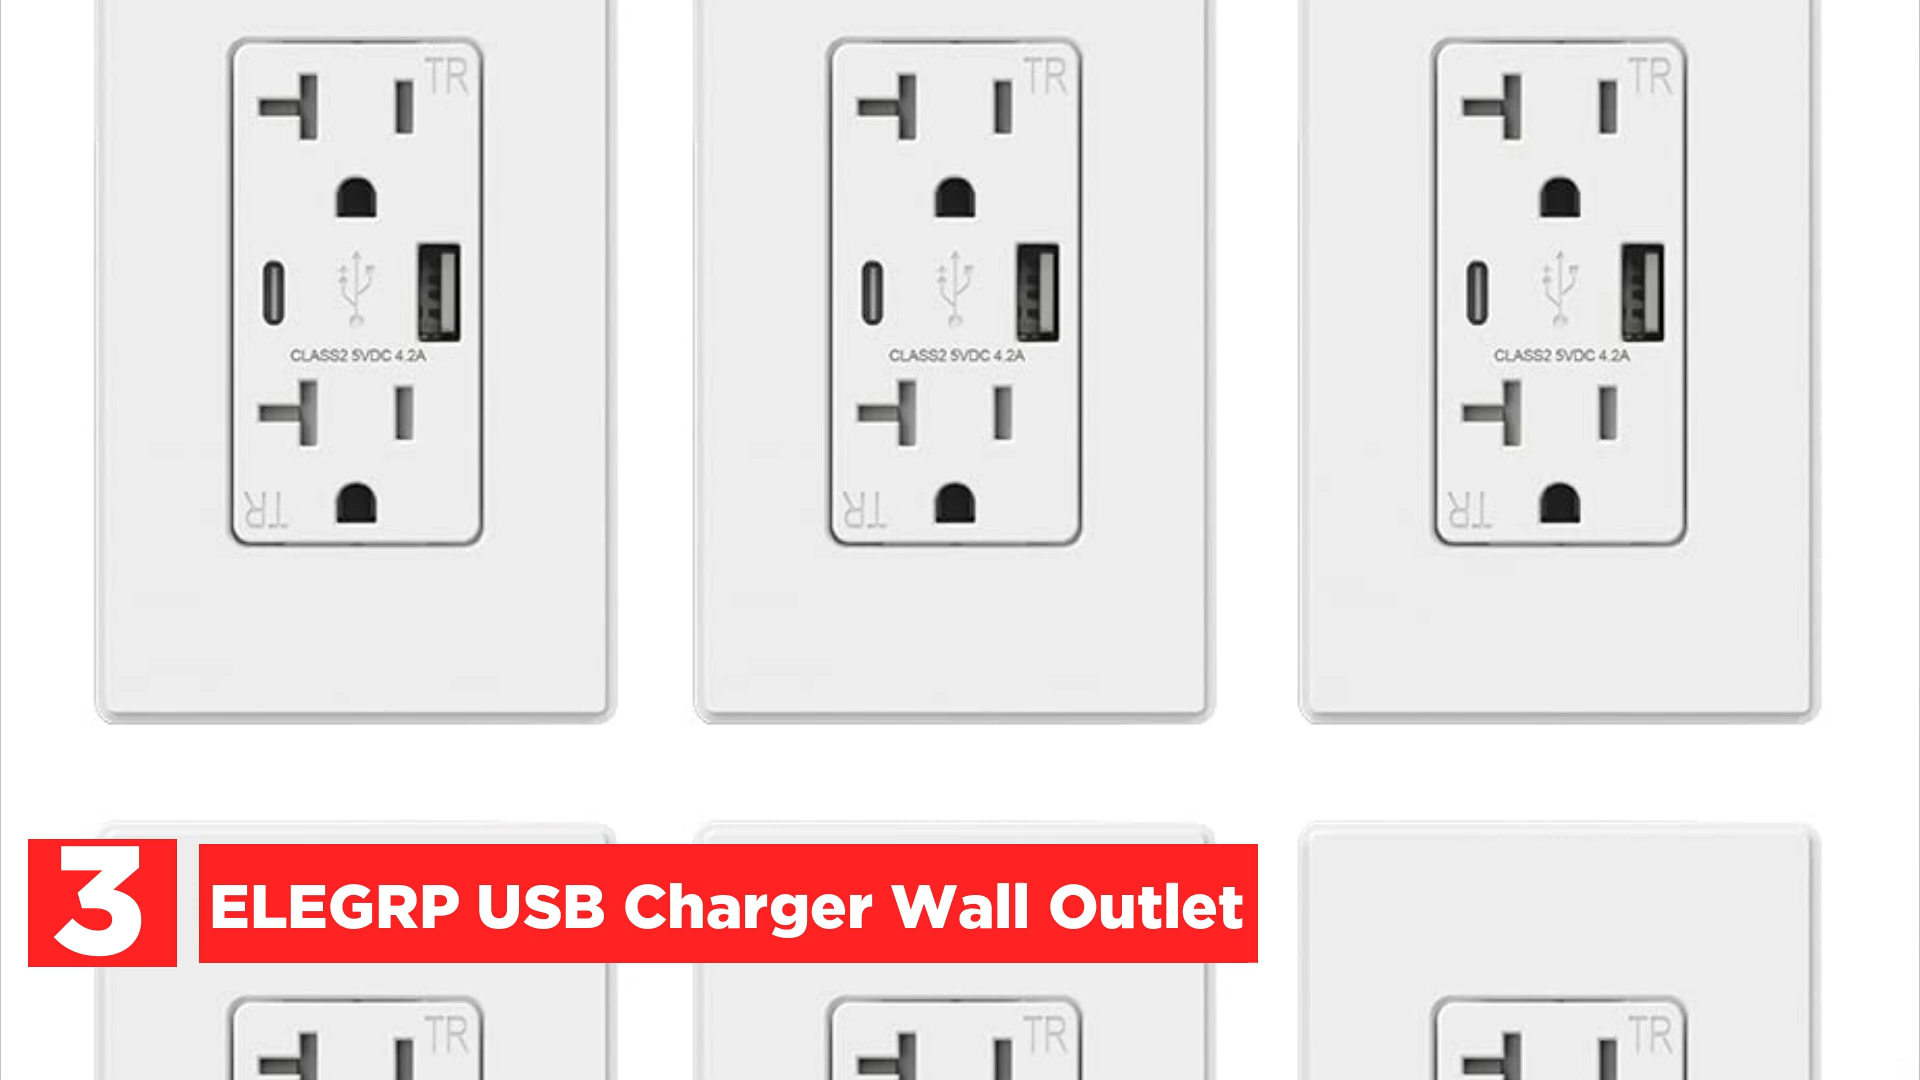 TR TR TR
CLASS2 5VDC 4.2A CLASS2 5VDC 4.2A CLASS2 5VDC 4.2A
TR TR TR
3 ELEGRP USB Charger Wall Outlet
TR TR TR